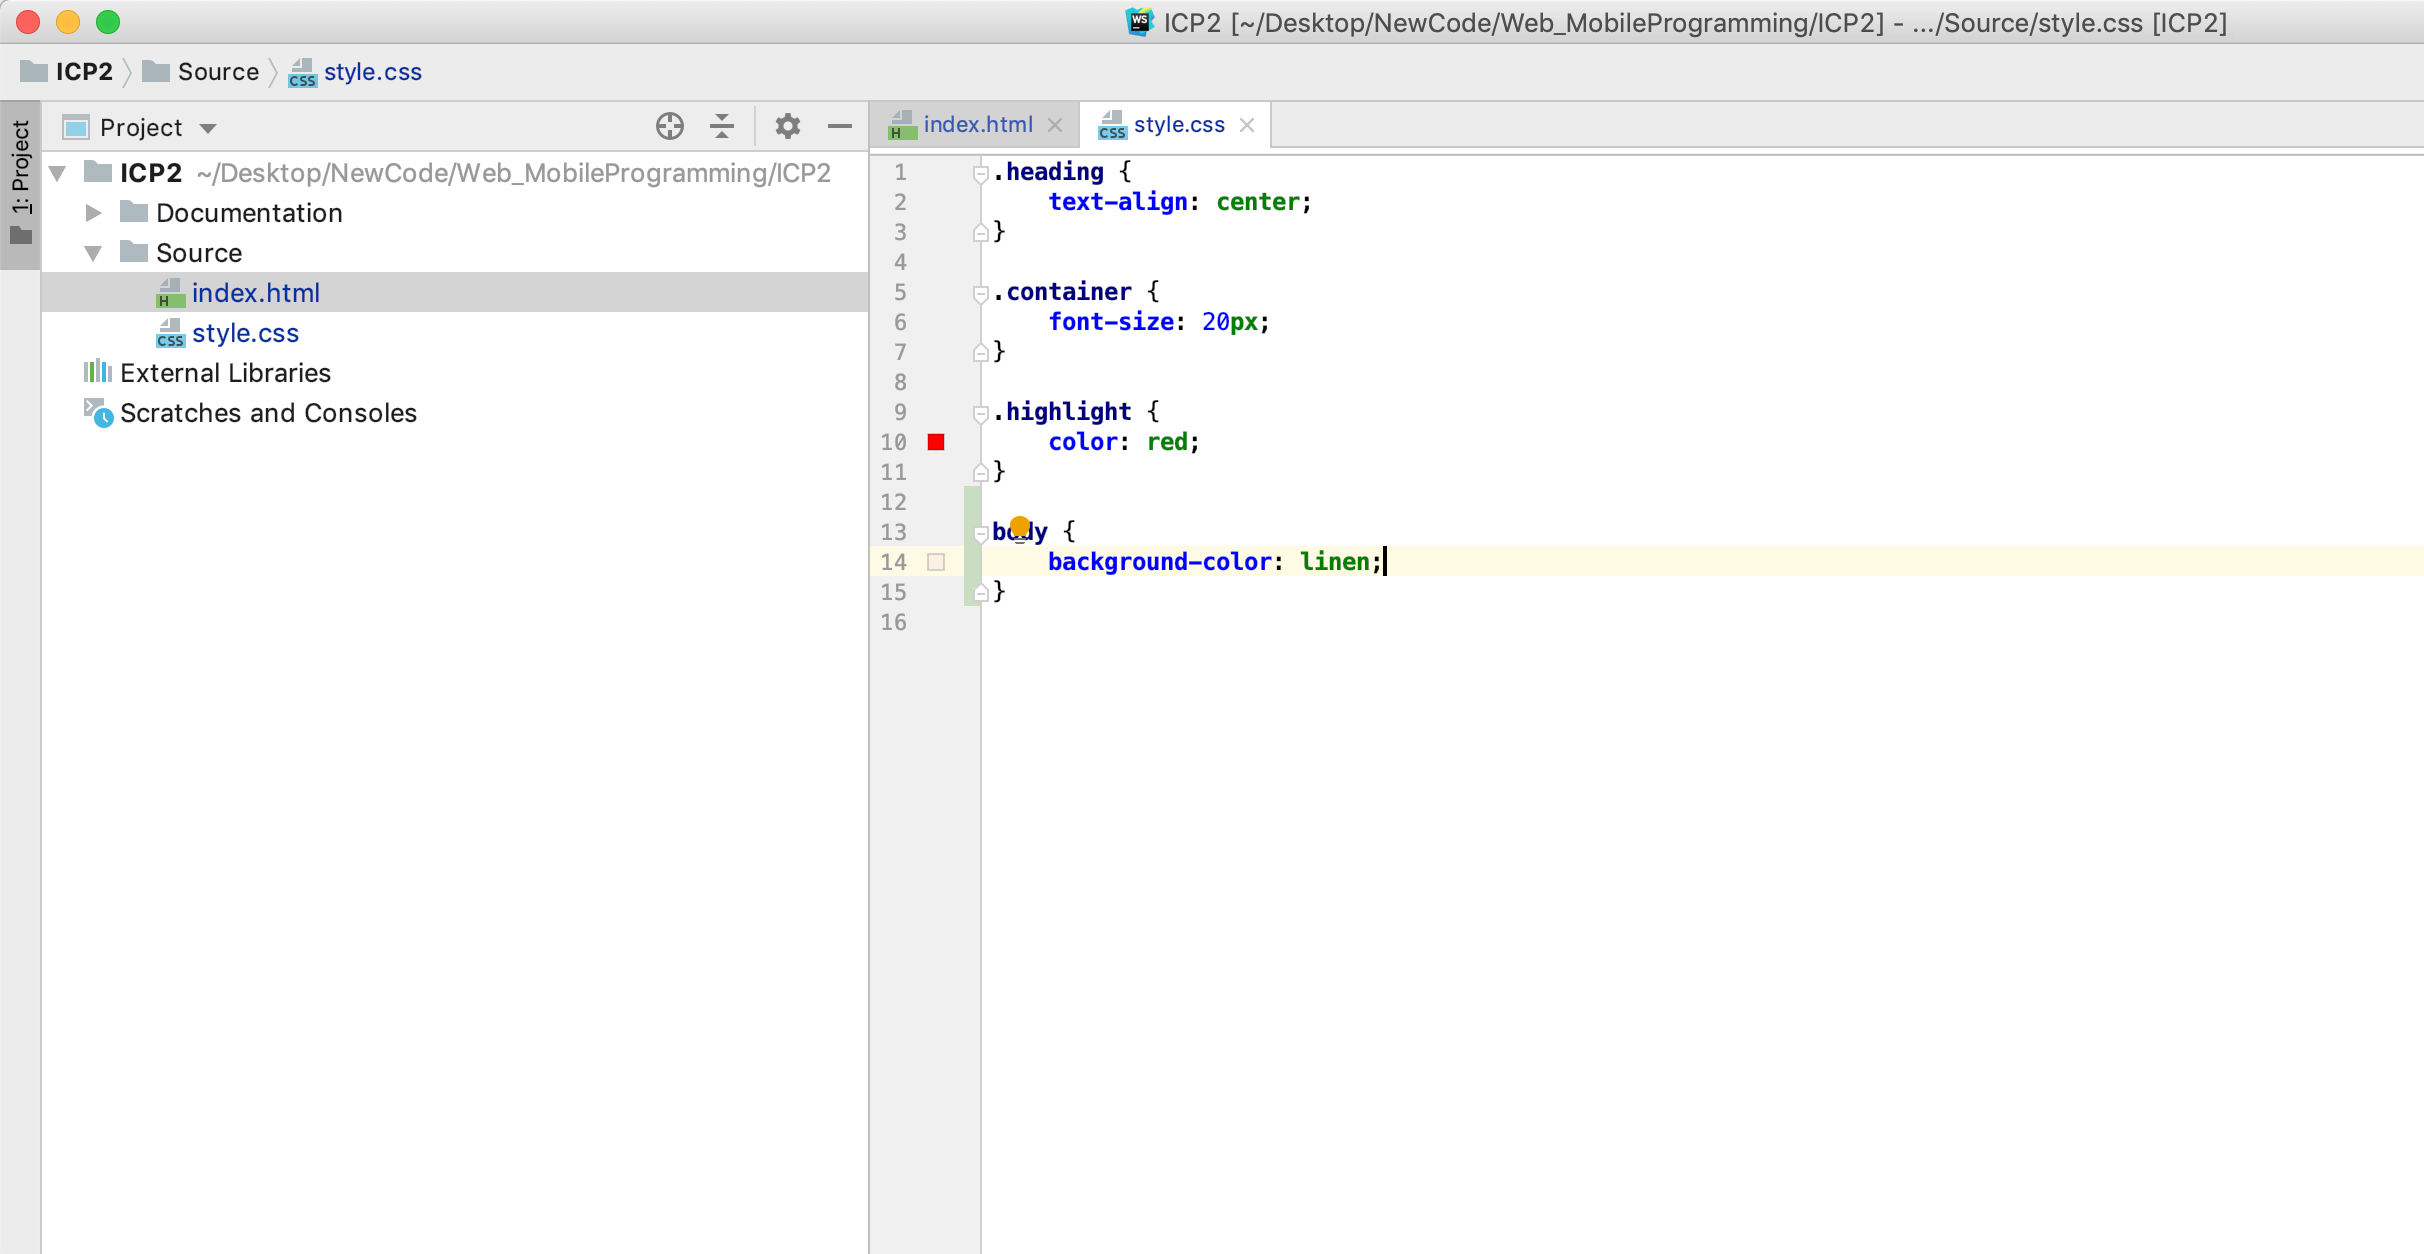 ICP2 [~/Desktop/NewCode/Web_MobileProgramming/ICP2] - .../Source/style.css [ICP2]
ICP2 Source style.css
1: Project
Project
ICP2 ~/Desktop/NewCode/Web_MobileProgramming/ICP2
Documentation
Source
index.html
style.css
External Libraries
Scratches and Consoles
index.html style.css
1 .heading {
2 text-align: center;
3 }
4
5 .container {
6 font-size: 20px;
7 }
8
9 .highlight {
10 color: red;
11 }
12
13 body {
14 background-color: linen;
15 }
16